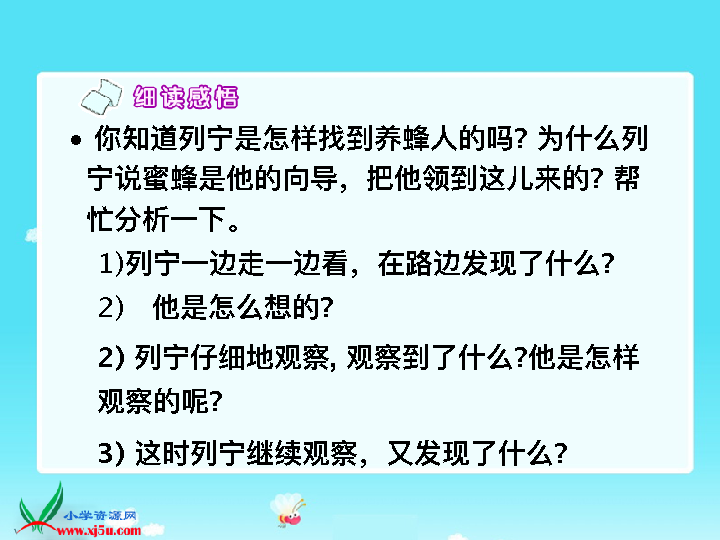 细读感悟
• 你知道列宁是怎样找到养蜂人的吗? 为什么列
宁说蜜蜂是他的向导，把他领到这儿来的? 帮
忙分析一下。
1)列宁一边走一边看，在路边发现了什么?
2) 他是怎么想的?
2) 列宁仔细地观察, 观察到了什么?他是怎样
观察的呢?
3) 这时列宁继续观察，又发现了什么?
小学资源网
www.xj5u.com